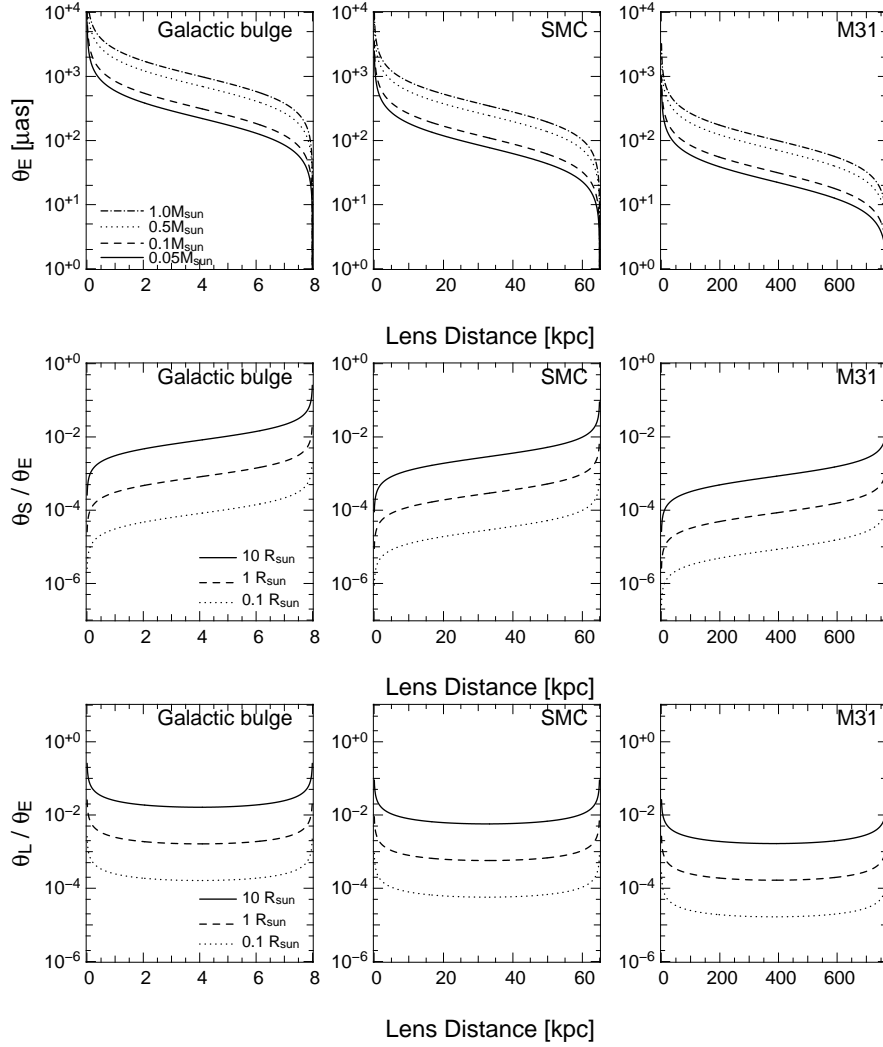 Galactic bulge
SMC
M31
10+4
10+3
10+2
10+1
10+0
θE [μas]
1.0Msun
0.5Msun
0.1Msun
0.05Msun
0 2 4 6 8
0 20 40 60
0 200 400 600
Lens Distance [kpc]
Galactic bulge
SMC
M31
10+0
10−2
10−4
10−6
θS / θE
10 Rsun
1 Rsun
0.1 Rsun
0 2 4 6 8
0 20 40 60
0 200 400 600
Lens Distance [kpc]
Galactic bulge
SMC
M31
10+0
10−2
10−4
10−6
θL / θE
10 Rsun
1 Rsun
0.1 Rsun
0 2 4 6 8
0 20 40 60
0 200 400 600
Lens Distance [kpc]